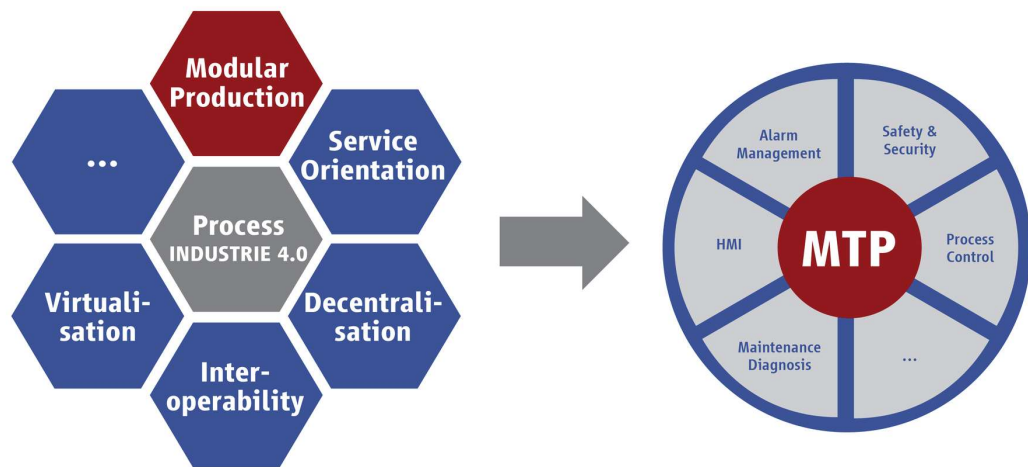 Modular
Production
...
Service
Orientation
Process
INDUSTRIE 4.0
Virtuali-
sation
Decentrali-
sation
Inter-
operability
Alarm
Management
Safety &
Security
HMI
MTP
Process
Control
Maintenance
Diagnosis
...